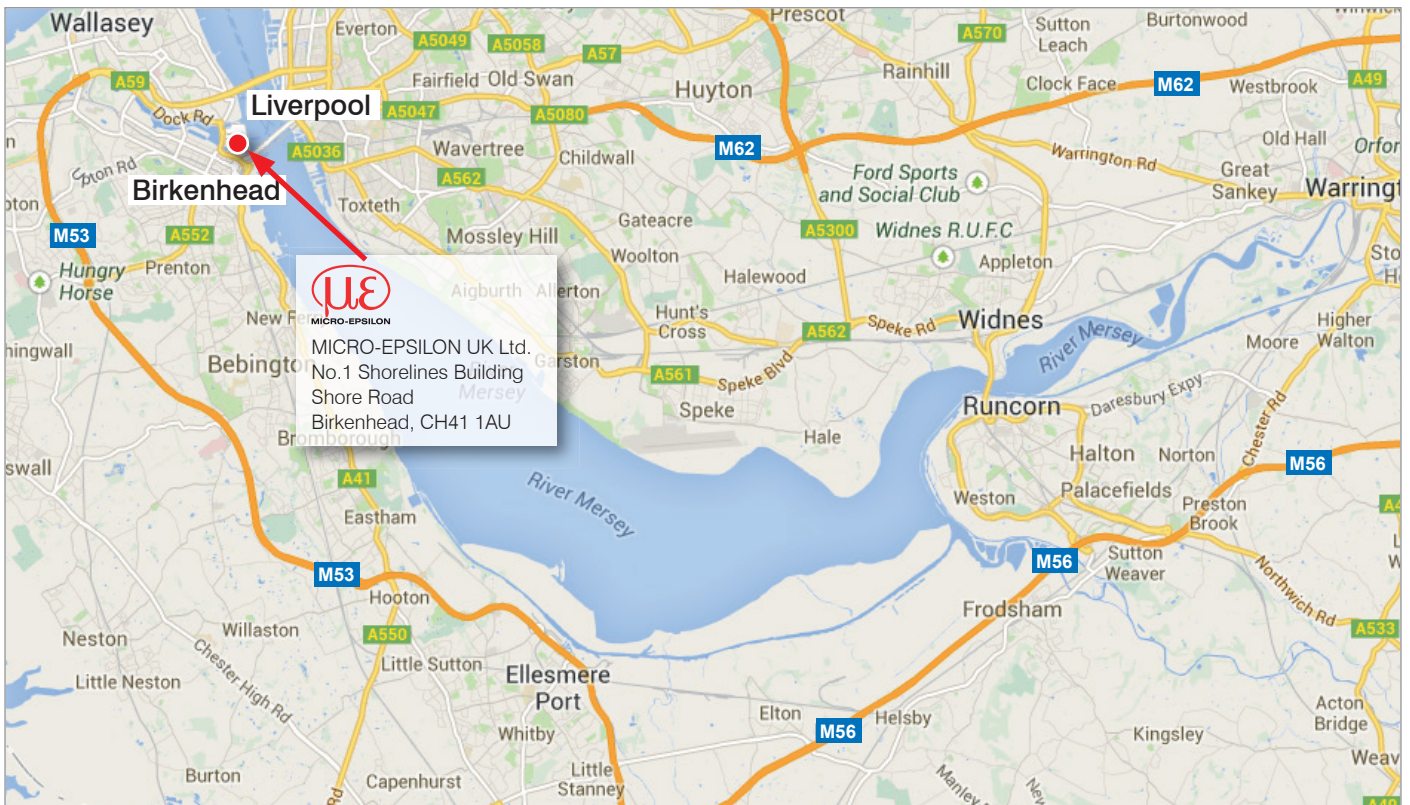 Wallasey
Everton
A5049
A5058
A57
Prescot
A570
Sutton
Leach
Burtonwood
A59
Fairfield
Old Swan
Huyton
Rainhill
Clock Face
M62
Westbrook
A49
Dock Rd
Liverpool
A5047
A5080
Old Hall
A5036
Wavertree
Childwall
M62
Warrington Rd
Great
Sankey
Birkenhead
A562
Ford Sports
and Social Club
Toxteth
Gateacre
M53
A552
Mossley Hill
A5300
Widnes R.U.F.C
Hungry
Horse
Prenton
Woolton
Halewood
Appleton
Aigburth
Allerton
με
MICRO-EPSILON
MICRO-EPSILON UK Ltd.
No.1 Shorelines Building
Shore Road
Birkenhead, CH41 1AU
Hunt's
Cross
A562
Speke Rd
Widnes
River Mersey
Moore
Higher
Walton
Bebington
Garston
Mersey
A561
Speke Blvd
Speke
Runcorn
Daresbury Expy
Chester Rd
Bromborough
Hale
Halton
Norton
M56
A41
River Mersey
Weston
Palacefields
Preston
Brook
Eastham
M53
M56
Sutton
Weaver
Northwich Rd
Hooton
Frodsham
Neston
Willaston
A550
A533
Chester High Rd
Little Sutton
Ellesmere
Port
Little Neston
Elton
Helsby
Acton
Bridge
Whitby
M56
Kingsley
Burton
Capenhurst
Little
Stanney